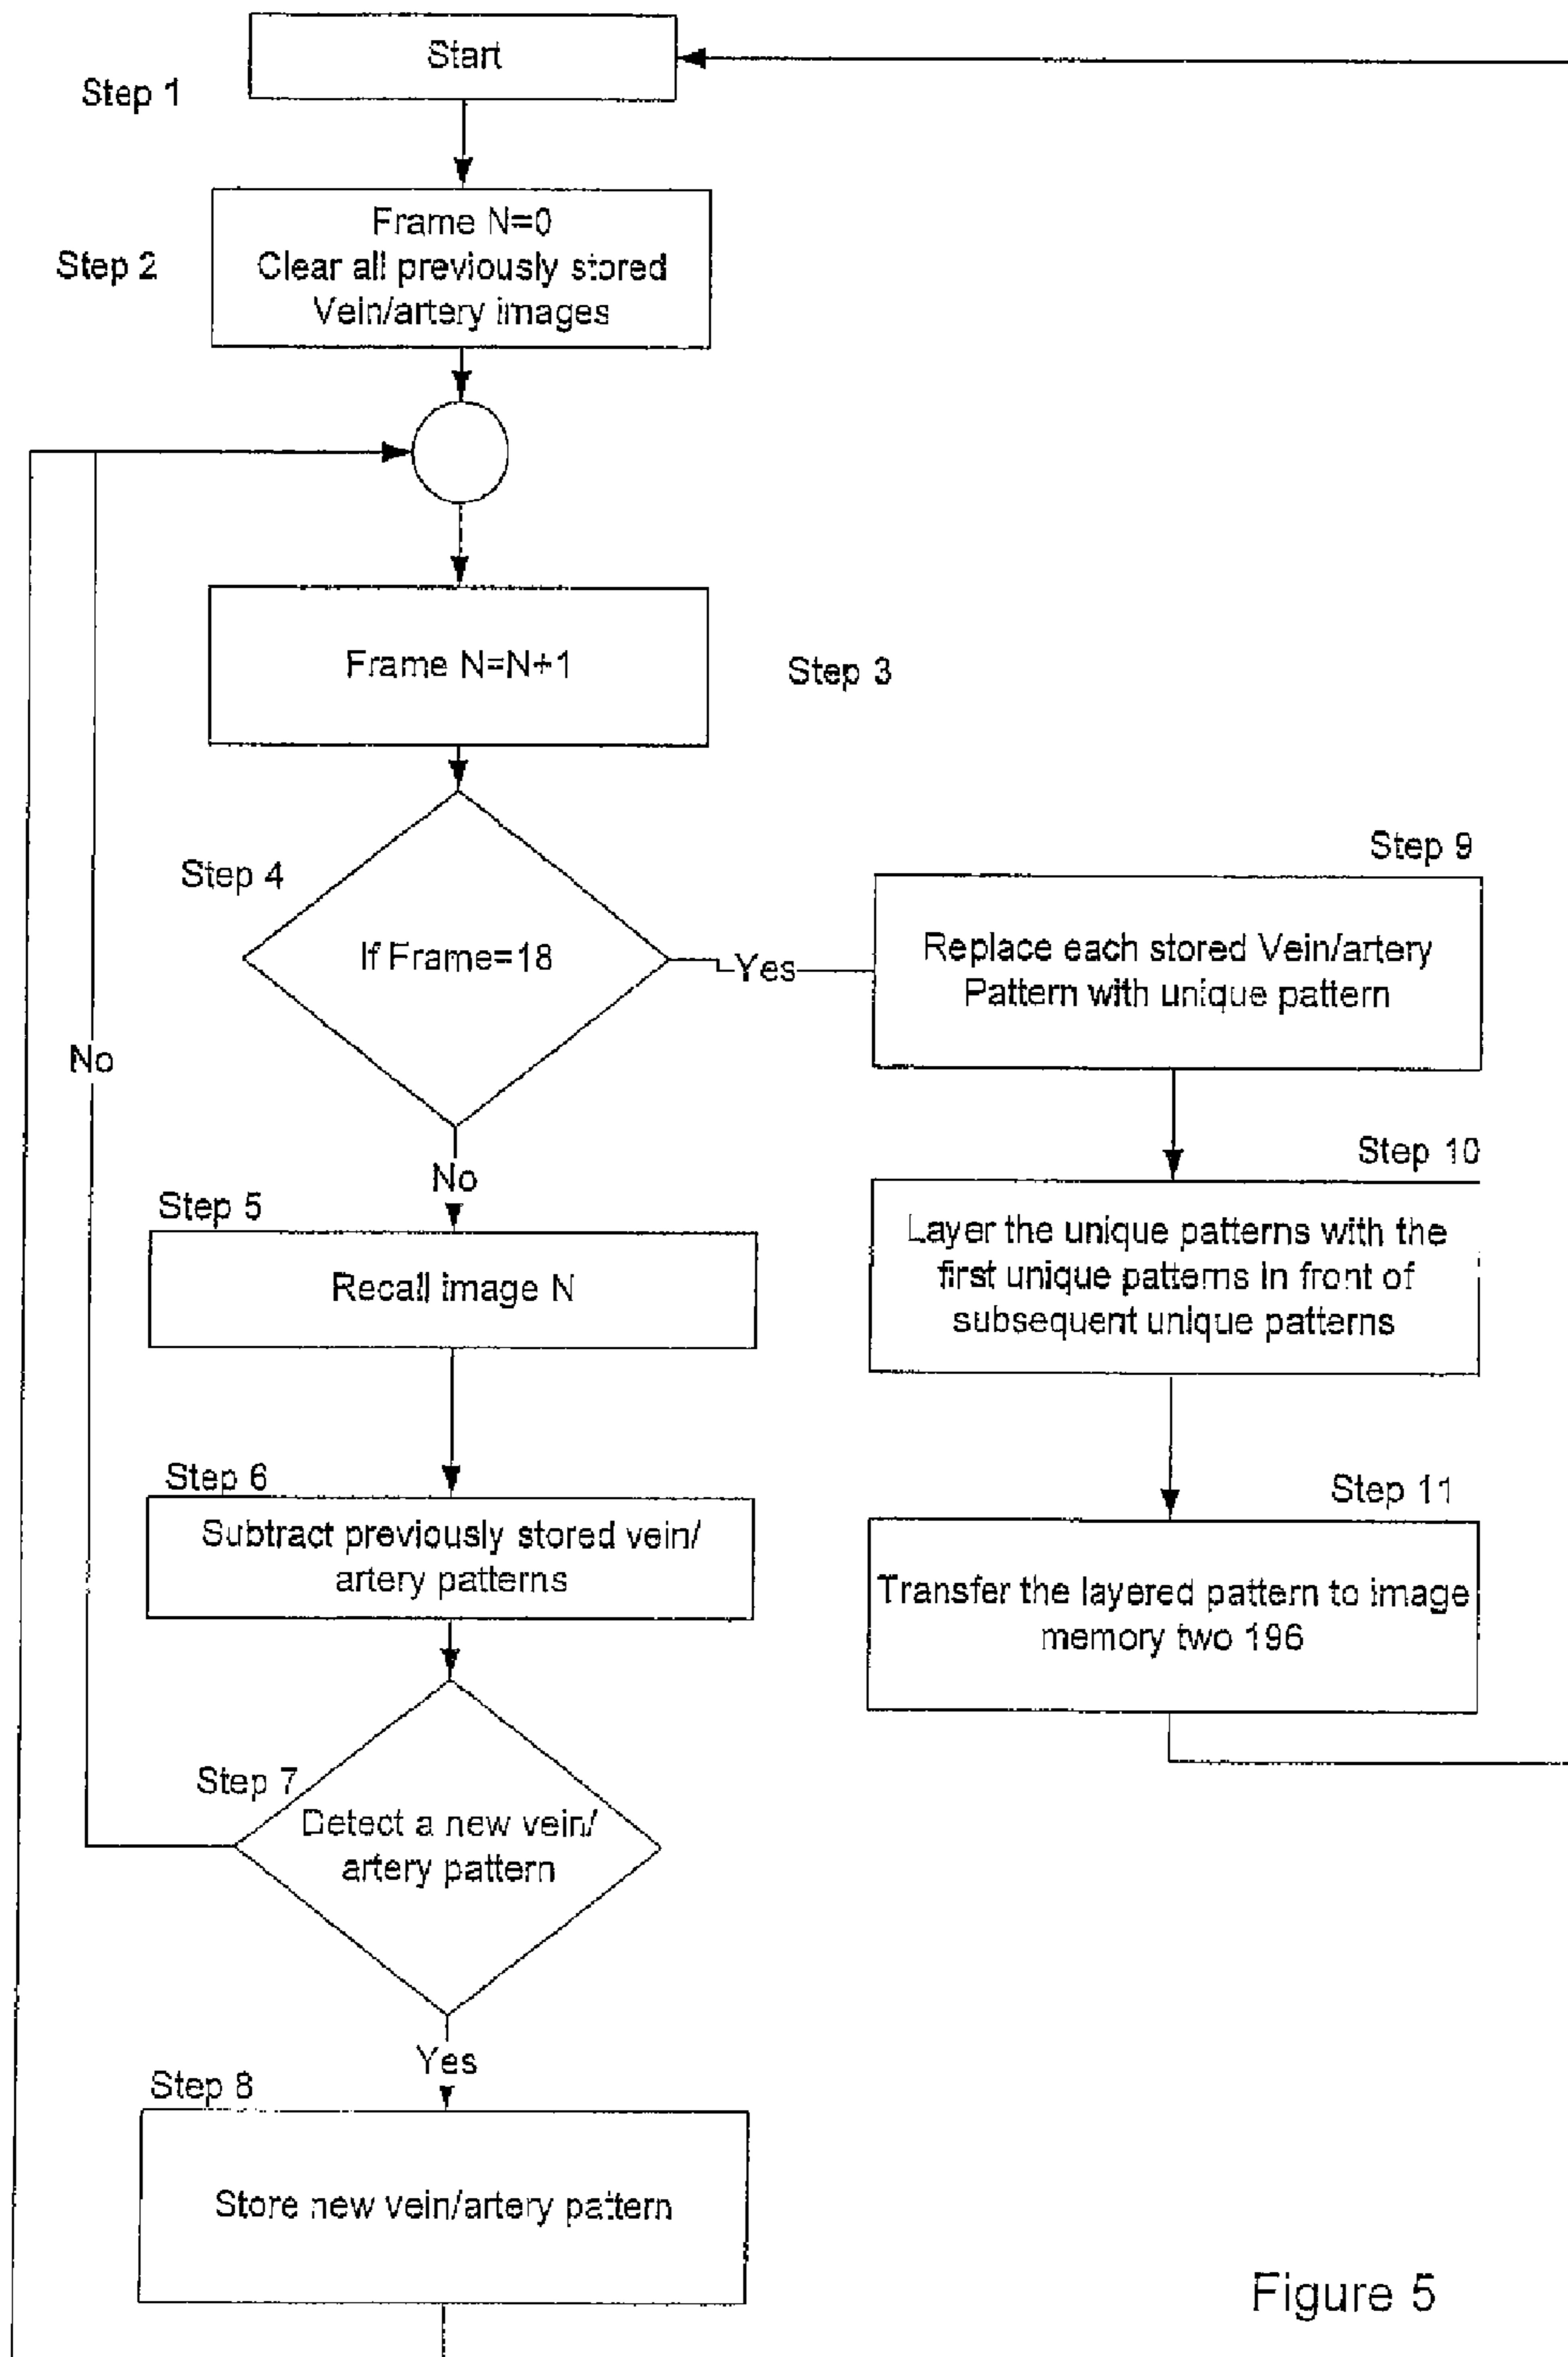 Start
Step 1
Frame N=0
Clear all previously stored
Vein/artery images
Step 2
Frame N=N+1
Step 3
Step 4
If Frame=18
Yes
No
No
Step 5
Recall image N
Step 6
Subtract previously stored vein/
artery patterns
Step 7
Detect a new vein/
artery pattern
Yes
Step 8
Store new vein/artery pattern
Step 9
Replace each stored Vein/artery
Pattern with unique pattern
Step 10
Layer the unique patterns with the
first unique patterns in front of
subsequent unique patterns
Step 11
Transfer the layered pattern to image
memory two 196
Figure 5